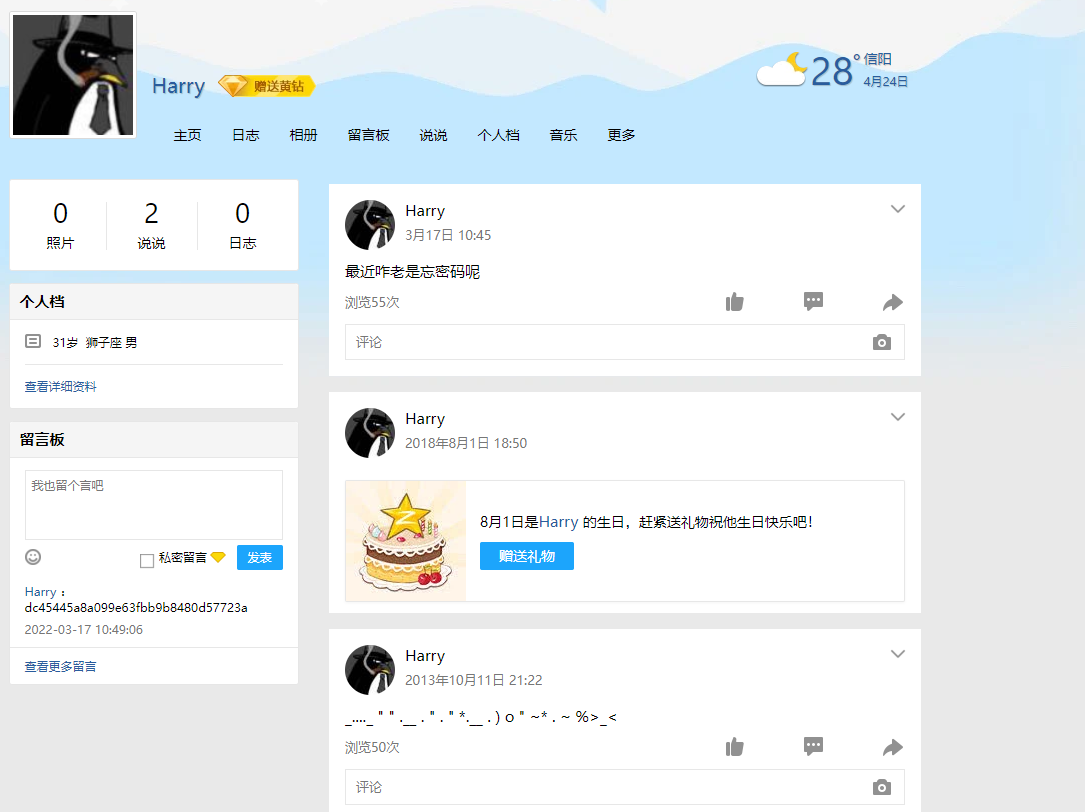 Harry
赠送黄钻
28°
信阳
4月24日
主页 日志 相册 留言板 说说 个人档 音乐 更多
0 2 0
照片 说说 日志
个人档
31岁 狮子座 男
查看详细资料
留言板
我也留个言吧
私密留言 发表
Harry :
dc45445a8a099e63fbb9b8480d57723a
2022-03-17 10:49:06
查看更多留言
Harry
3月17日 10:45
最近咋老是忘密码呢
浏览55次
评论
Harry
2018年8月1日 18:50
8月1日是Harry 的生日，赶紧送礼物祝他生日快乐吧！
赠送礼物
Harry
2013年10月11日 21:22
_...._ " " .__ . " . " *.__ . ) o " ~* . ~ %>_<
浏览50次
评论